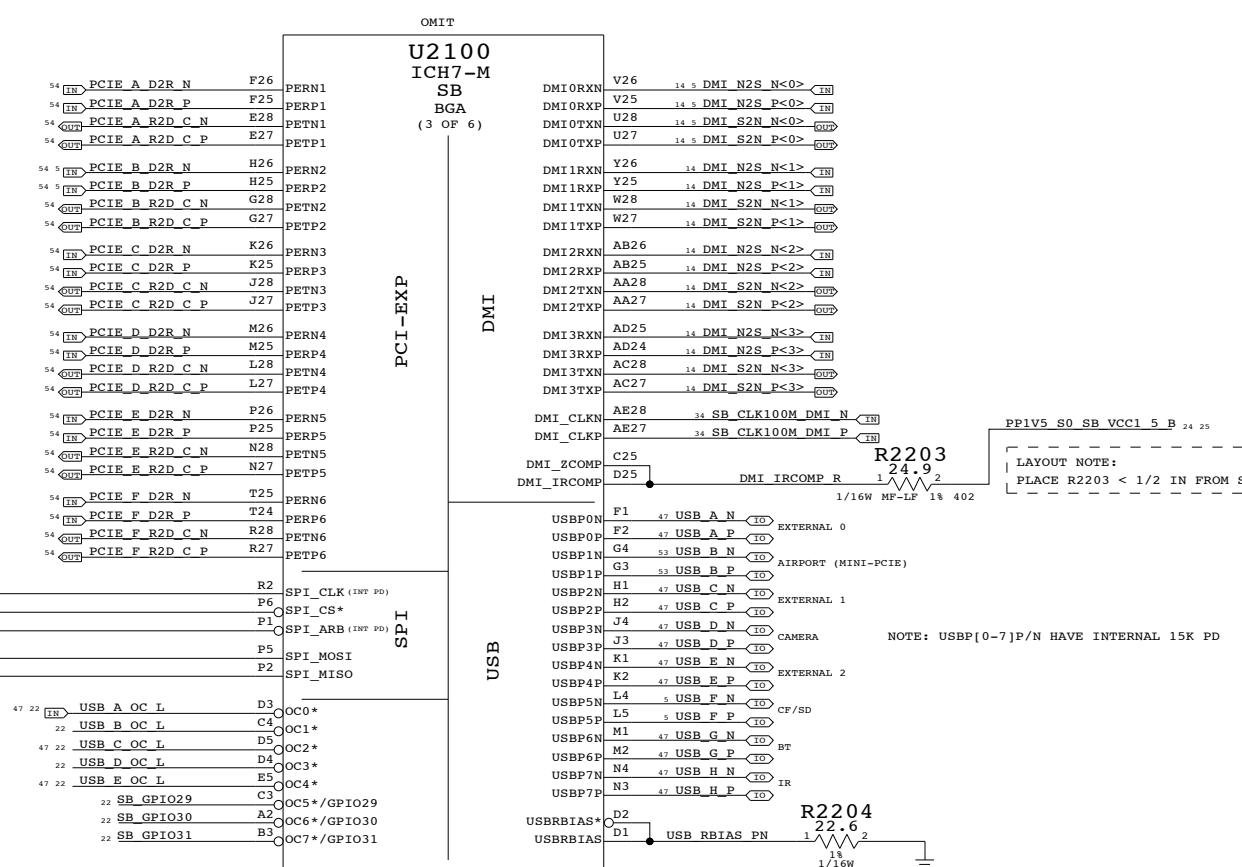 OMIT
U2100
ICH7-M
SB
BGA
(3 OF 6)
PCI-EXP
DMI
SPI
USB
54 IN PCIE_A_D2R_N F26 PERN1
54 IN PCIE_A_D2R_P F25 PERP1
54 OUT PCIE_A_R2D_C_N E28 PETN1
54 OUT PCIE_A_R2D_C_P E27 PETP1
54 5 IN PCIE_B_D2R_N H26 PERN2
54 5 IN PCIE_B_D2R_P H25 PERP2
54 OUT PCIE_B_R2D_C_N G28 PETN2
54 OUT PCIE_B_R2D_C_P G27 PETP2
54 IN PCIE_C_D2R_N K26 PERN3
54 IN PCIE_C_D2R_P K25 PERP3
54 OUT PCIE_C_R2D_C_N J28 PETN3
54 OUT PCIE_C_R2D_C_P J27 PETP3
54 IN PCIE_D_D2R_N M26 PERN4
54 IN PCIE_D_D2R_P M25 PERP4
54 OUT PCIE_D_R2D_C_N L28 PETN4
54 OUT PCIE_D_R2D_C_P L27 PETP4
54 IN PCIE_E_D2R_N P26 PERN5
54 IN PCIE_E_D2R_P P25 PERP5
54 OUT PCIE_E_R2D_C_N N28 PETN5
54 OUT PCIE_E_R2D_C_P N27 PETP5
54 IN PCIE_F_D2R_N T25 PERN6
54 IN PCIE_F_D2R_P T24 PERP6
54 OUT PCIE_F_R2D_C_N R28 PETN6
54 OUT PCIE_F_R2D_C_P R27 PETP6
R2 SPI_CLK (INT PD)
P6 SPI_CS*
P1 SPI_ARB (INT PD)
P5 SPI_MOSI
P2 SPI_MISO
47 22 IN USB_A_OC_L D3 OC0*
22 USB_B_OC_L C4 OC1*
47 22 USB_C_OC_L D5 OC2*
22 USB_D_OC_L D4 OC3*
47 22 USB_E_OC_L E5 OC4*
22 SB_GPIO29 C3 OC5*/GPIO29
22 SB_GPIO30 A2 OC6*/GPIO30
22 SB_GPIO31 B3 OC7*/GPIO31
DMI0RXN V26 14 5 DMI_N2S_N<0> IN
DMI0RXP V25 14 5 DMI_N2S_P<0> IN
DMI0TXN U28 14 5 DMI_S2N_N<0> OUT
DMI0TXP U27 14 5 DMI_S2N_P<0> OUT
DMI1RXN Y26 14 DMI_N2S_N<1> IN
DMI1RXP Y25 14 DMI_N2S_P<1> IN
DMI1TXN W28 14 DMI_S2N_N<1> OUT
DMI1TXP W27 14 DMI_S2N_P<1> OUT
DMI2RXN AB26 14 DMI_N2S_N<2> IN
DMI2RXP AB25 14 DMI_N2S_P<2> IN
DMI2TXN AA28 14 DMI_S2N_N<2> OUT
DMI2TXP AA27 14 DMI_S2N_P<2> OUT
DMI3RXN AD25 14 DMI_N2S_N<3> IN
DMI3RXP AD24 14 DMI_N2S_P<3> IN
DMI3TXN AC28 14 DMI_S2N_N<3> OUT
DMI3TXP AC27 14 DMI_S2N_P<3> OUT
DMI_CLKN AE28 34 SB_CLK100M_DMI_N IN
DMI_CLKP AE27 34 SB_CLK100M_DMI_P IN
DMI_ZCOMP C25
DMI_IRCOMP D25 DMI_IRCOMP_R
R2203
24.9
1 2
1/16W MF-LF 1% 402
PP1V5_S0_SB_VCC1_5_B 24 25
LAYOUT NOTE:
PLACE R2203 < 1/2 IN FROM S
USBP0N F1 47 USB_A_N IO
EXTERNAL 0
USBP0P F2 47 USB_A_P IO
USBP1N G4 53 USB_B_N IO
AIRPORT (MINI-PCIE)
USBP1P G3 53 USB_B_P IO
USBP2N H1 47 USB_C_N IO
EXTERNAL 1
USBP2P H2 47 USB_C_P IO
USBP3N J4 47 USB_D_N IO
CAMERA
USBP3P J3 47 USB_D_P IO
USBP4N K1 47 USB_E_N IO
EXTERNAL 2
USBP4P K2 47 USB_E_P IO
USBP5N L4 5 USB_F_N IO
CF/SD
USBP5P L5 5 USB_F_P IO
USBP6N M1 47 USB_G_N IO
BT
USBP6P M2 47 USB_G_P IO
USBP7N N4 47 USB_H_N IO
IR
USBP7P N3 47 USB_H_P IO
NOTE: USBP[0-7]P/N HAVE INTERNAL 15K PD
USBRBIAS* D2
USBRBIAS D1 USB_RBIAS_PN
R2204
22.6
1 2
1%
1/16W